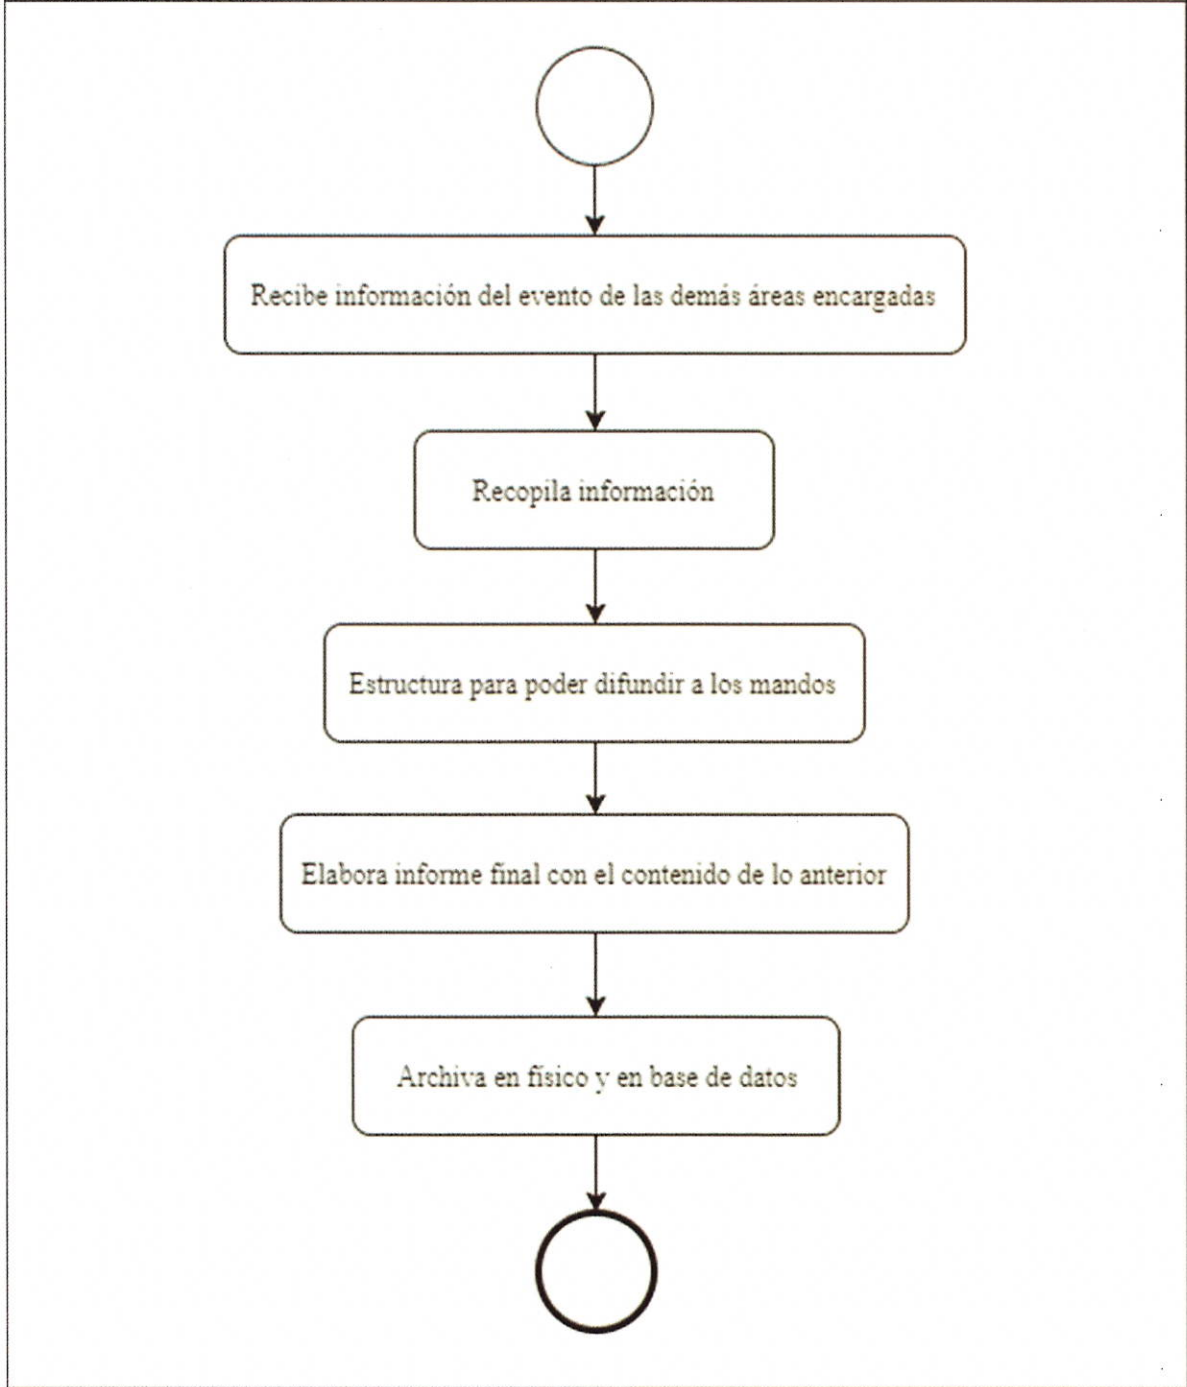 Recibe información del evento de las demás áreas encargadas
Recopila información
Estructura para poder difundir a los mandos
Elabora informe final con el contenido de lo anterior
Archiva en físico y en base de datos